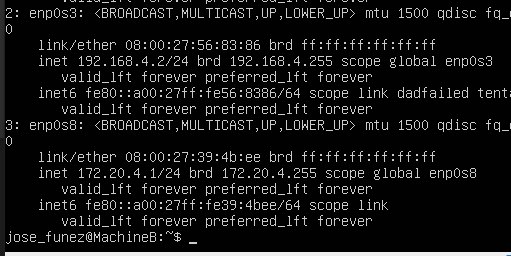 2: enp0s3: <BROADCAST,MULTICAST,UP,LOWER_UP> mtu 1500 qdisc fq_
0
link/ether 08:00:27:56:83:86 brd ff:ff:ff:ff:ff:ff
inet 192.168.4.2/24 brd 192.168.4.255 scope global enp0s3
valid_lft forever preferred_lft forever
inet6 fe80::a00:27ff:fe56:8386/64 scope link dadfailed tent
valid_lft forever preferred_lft forever
3: enp0s8: <BROADCAST,MULTICAST,UP,LOWER_UP> mtu 1500 qdisc fq_
0
link/ether 08:00:27:39:4b:ee brd ff:ff:ff:ff:ff:ff
inet 172.20.4.1/24 brd 172.20.4.255 scope global enp0s8
valid_lft forever preferred_lft forever
inet6 fe80::a00:27ff:fe39:4bee/64 scope link
valid_lft forever preferred_lft forever
jose_funez@MachineB:~$ _